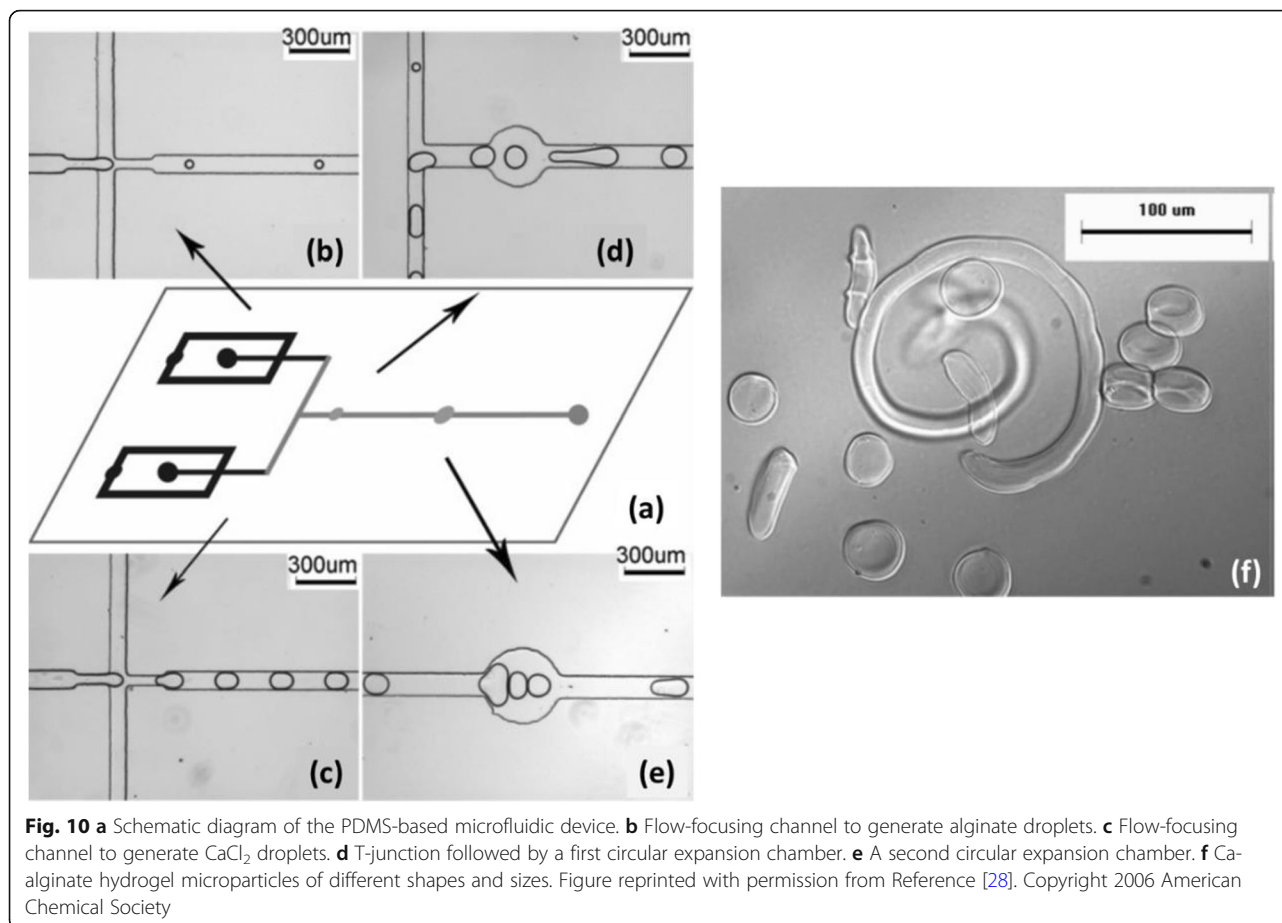 300um
300um
(b)
(d)
100 um
(a)
300um
300um
(c)
(e)
(f)
Fig. 10 a Schematic diagram of the PDMS-based microfluidic device. b Flow-focusing channel to generate alginate droplets. c Flow-focusing
channel to generate CaCl₂ droplets. d T-junction followed by a first circular expansion chamber. e A second circular expansion chamber. f Ca-
alginate hydrogel microparticles of different shapes and sizes. Figure reprinted with permission from Reference [28]. Copyright 2006 American
Chemical Society